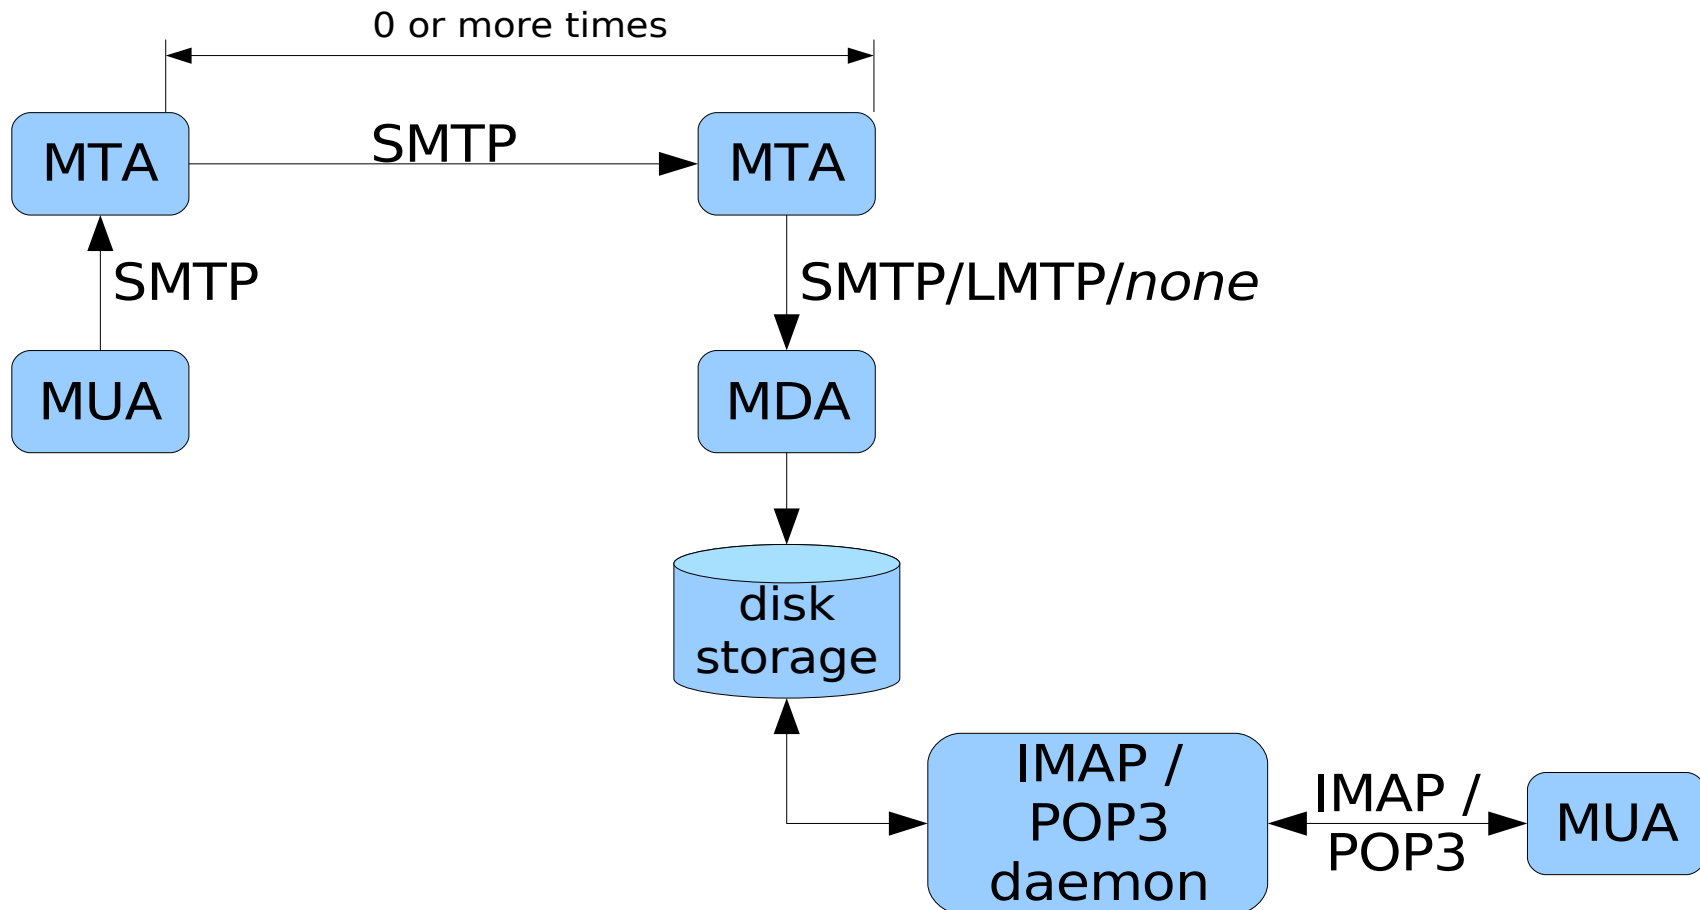 0 or more times
MTA
SMTP
MTA
SMTP
SMTP/LMTP/none
MUA
MDA
disk
storage
IMAP /
POP3
daemon
IMAP /
POP3
MUA